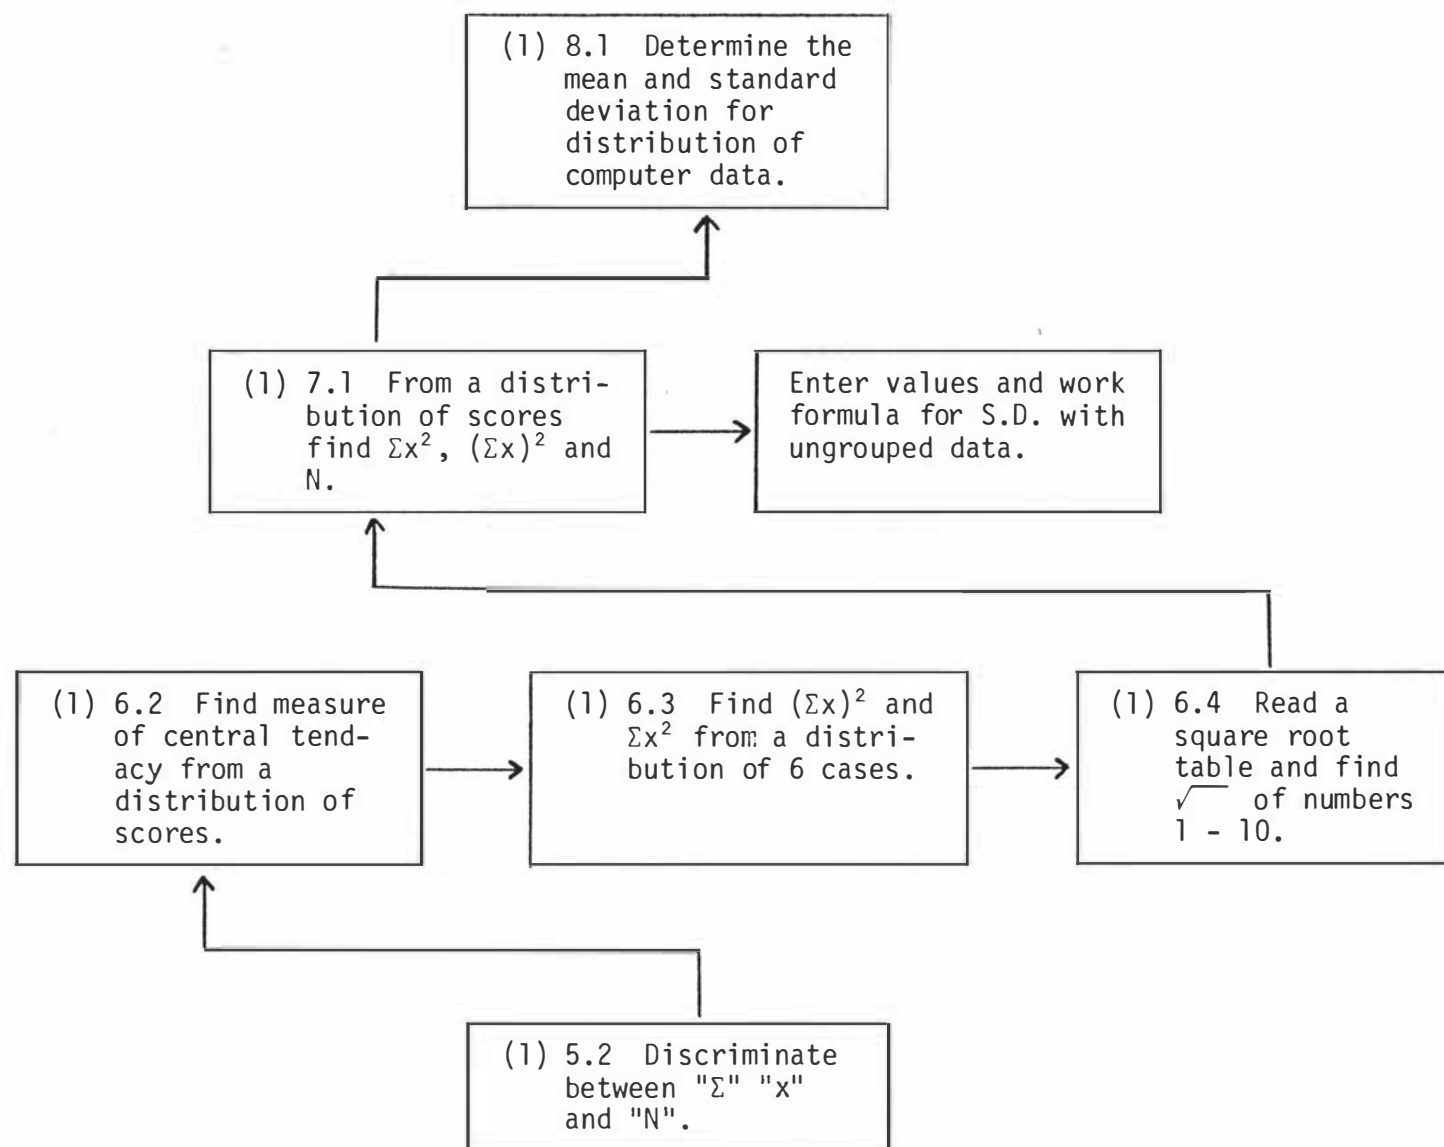 (1) 8.1 Determine the
mean and standard
deviation for
distribution of
computer data.
(1) 7.1 From a distri-
bution of scores
find Σx², (Σx)² and
N.
Enter values and work
formula for S.D. with
ungrouped data.
(1) 6.2 Find measure
of central tend-
acy from a
distribution of
scores.
(1) 6.3 Find (Σx)² and
Σx² from a distri-
bution of 6 cases.
(1) 6.4 Read a
square root
table and find
√ of numbers
1 - 10.
(1) 5.2 Discriminate
between "Σ" "x"
and "N".